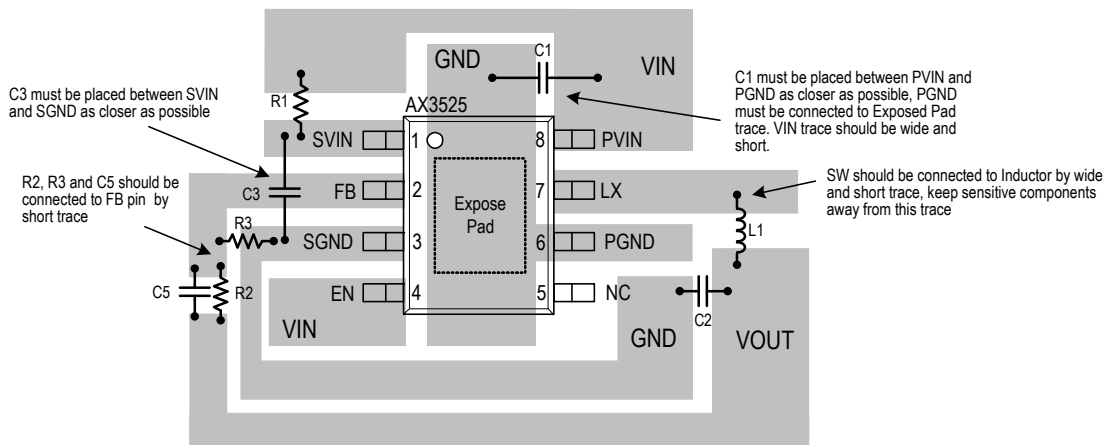 GND
C1
VIN
C3 must be placed between SVIN
and SGND as closer as possible
R1
C1 must be placed between PVIN and
PGND as closer as possible, PGND
must be connected to Exposed Pad
trace. VIN trace should be wide and
short.
AX3525
SVIN
1
8
PVIN
R2, R3 and C5 should be
connected to FB pin by
short trace
C3
FB
2
7
LX
SW should be connected to Inductor by wide
and short trace, keep sensitive components
away from this trace
Expose
Pad
R3
SGND
3
6
PGND
L1
C5
R2
EN
4
5
NC
C2
VIN
GND
VOUT